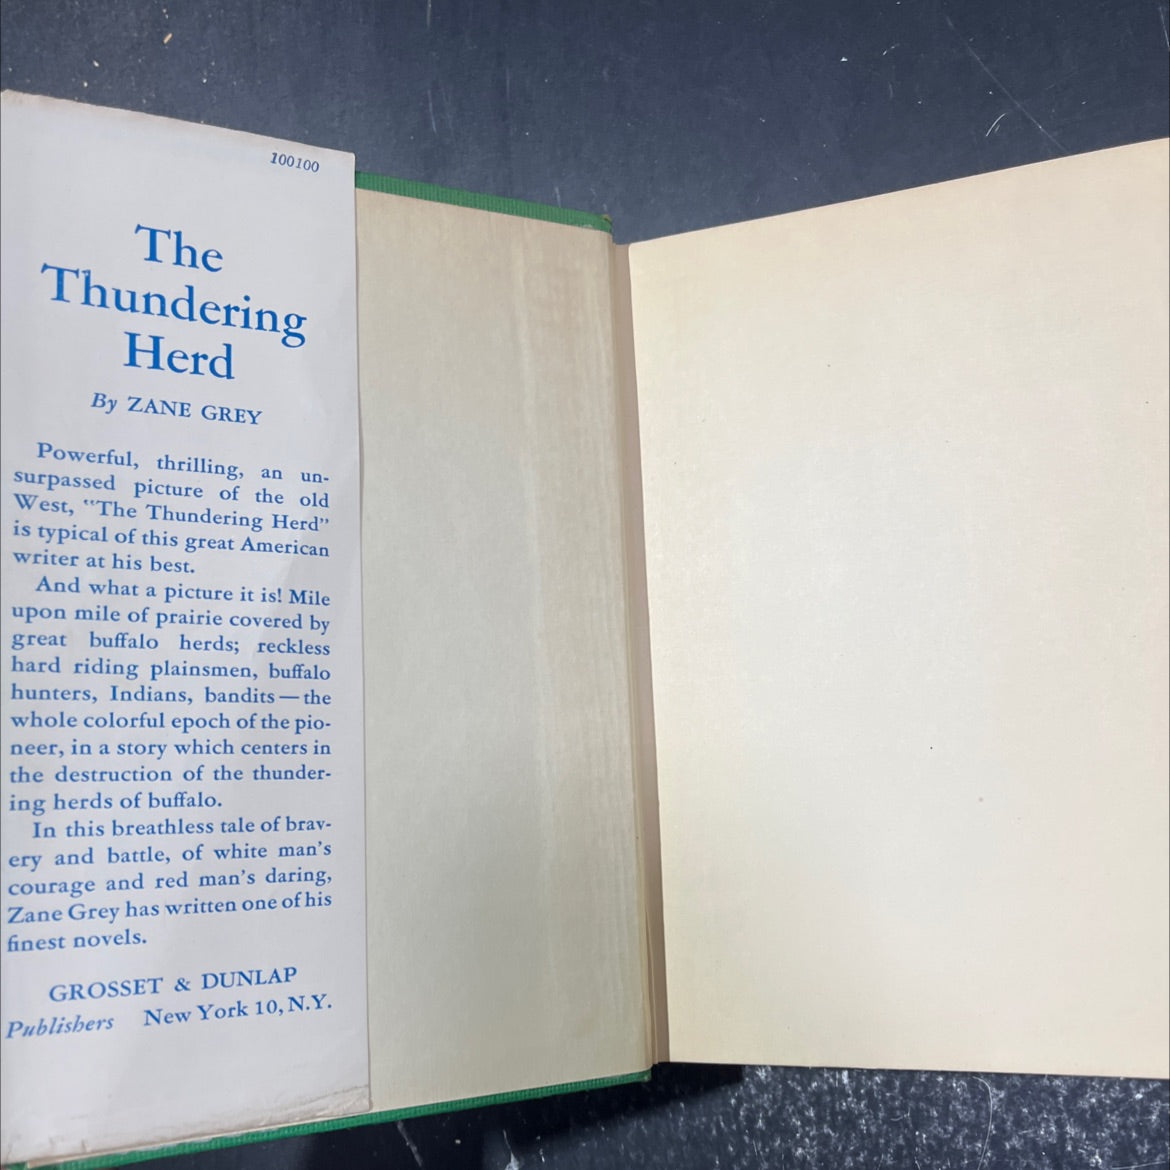 100100
The
Thundering
Herd
By ZANE GREY
Powerful, thrilling, an un-
surpassed picture of the old
West, "The Thundering Herd"
is typical of this great American
writer at his best.
And what a picture it is! Mile
upon mile of prairie covered by
great buffalo herds; reckless
hard riding plainsmen, buffalo
hunters, Indians, bandits — the
whole colorful epoch of the pio-
neer, in a story which centers in
the destruction of the thunder-
ing herds of buffalo.
In this breathless tale of brav-
ery and battle, of white man's
courage and red man's daring,
Zane Grey has written one of his
finest novels.
GROSSET & DUNLAP
Publishers New York 10, N.Y.